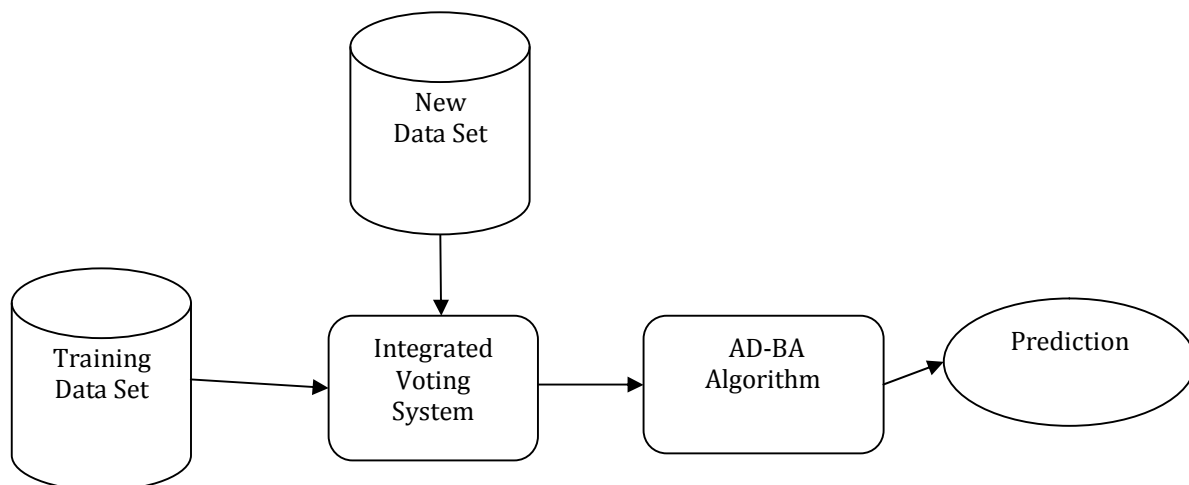 New
Data Set
Training
Data Set
Integrated
Voting
System
AD-BA
Algorithm
Prediction